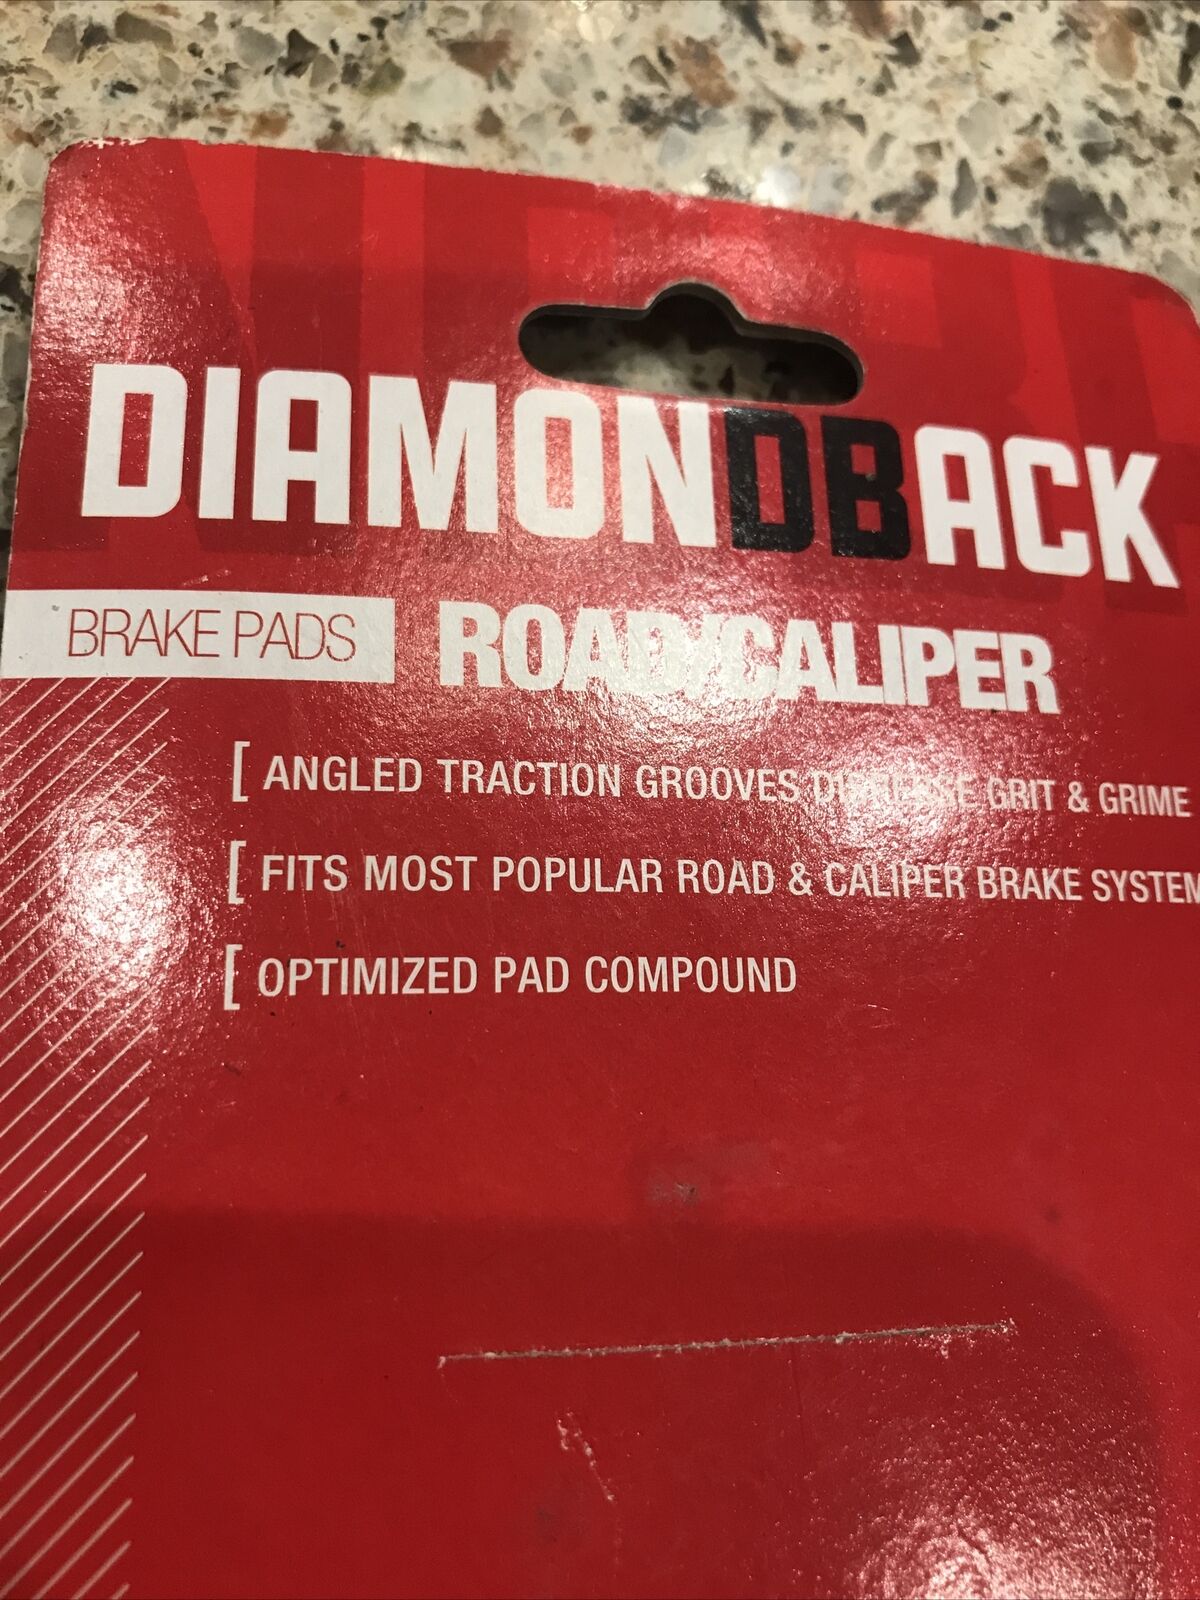 DIAMONDBACK
BRAKE PADS ROAD/CALIPER
[ ANGLED TRACTION GROOVES DISPERSE GRIT & GRIME
[ FITS MOST POPULAR ROAD & CALIPER BRAKE SYSTEM
[ OPTIMIZED PAD COMPOUND